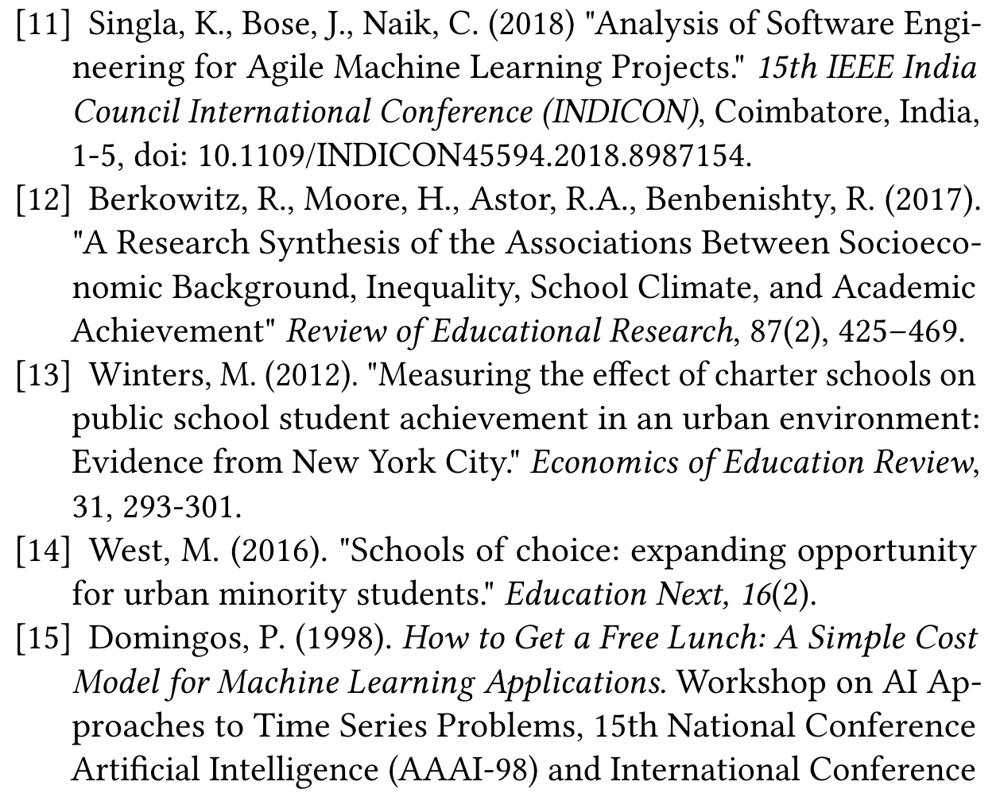 [11] Singla, K., Bose, J., Naik, C. (2018) "Analysis of Software Engi-
neering for Agile Machine Learning Projects." 15th IEEE India
Council International Conference (INDICON), Coimbatore, India,
1-5, doi: 10.1109/INDICON45594.2018.8987154.
[12] Berkowitz, R., Moore, H., Astor, R.A., Benbenishty, R. (2017).
"A Research Synthesis of the Associations Between Socioeco-
nomic Background, Inequality, School Climate, and Academic
Achievement" Review of Educational Research, 87(2), 425–469.
[13] Winters, M. (2012). "Measuring the effect of charter schools on
public school student achievement in an urban environment:
Evidence from New York City." Economics of Education Review,
31, 293-301.
[14] West, M. (2016). "Schools of choice: expanding opportunity
for urban minority students." Education Next, 16(2).
[15] Domingos, P. (1998). How to Get a Free Lunch: A Simple Cost
Model for Machine Learning Applications. Workshop on AI Ap-
proaches to Time Series Problems, 15th National Conference
Artificial Intelligence (AAAI-98) and International Conference